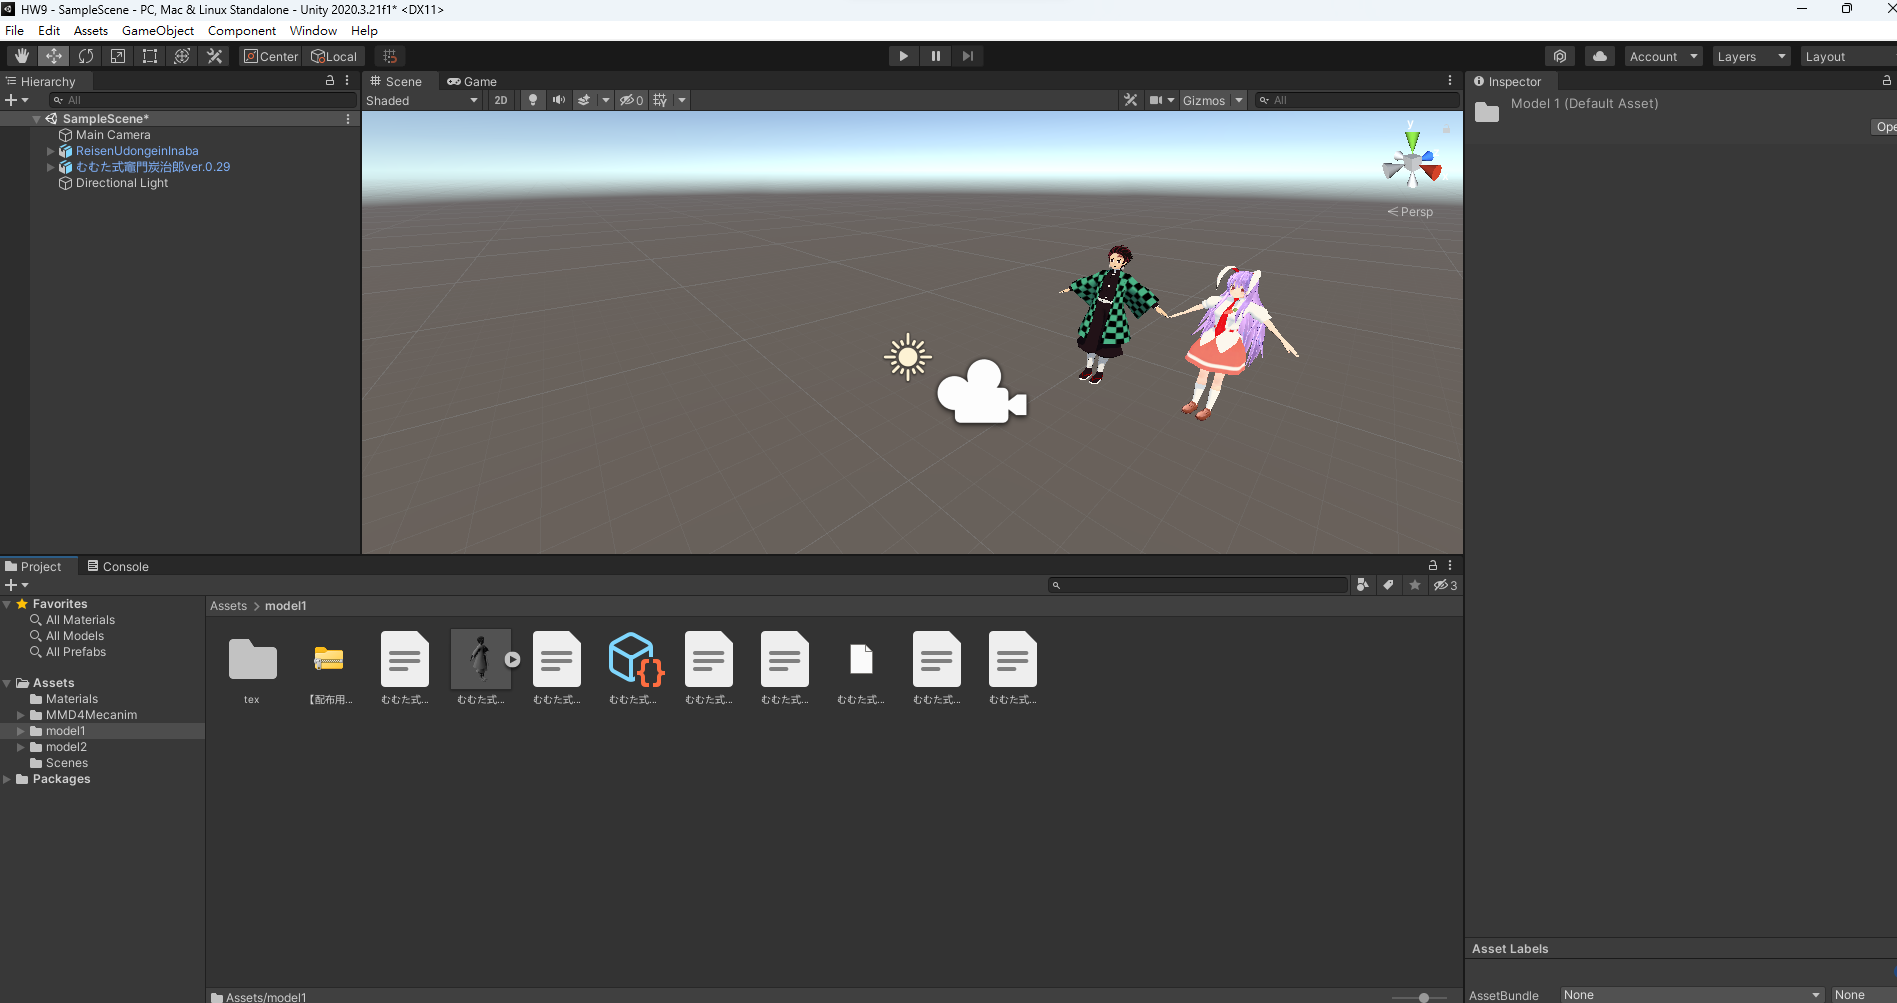 HW9 - SampleScene - PC, Mac & Linux Standalone - Unity 2020.3.21f1* <DX11>
File Edit Assets GameObject Component Window Help
Center Local Account Layers Layout
Hierarchy
All
SampleScene*
Main Camera
ReisenUdongeinInaba
むむた式竈門炭治郎ver.0.29
Directional Light
Scene Game
Shaded 2D 0 Gizmos All
y
Persp
Inspector
Model 1 (Default Asset)
Ope
Project Console
3
Favorites
All Materials
All Models
All Prefabs
Assets
Materials
MMD4Mecanim
model1
model2
Scenes
Packages
Assets > model1
tex 【配布用... むむた式... むむた式... むむた式... むむた式... むむた式... むむた式... むむた式... むむた式... むむた式...
Assets/model1
Asset Labels
AssetBundle None None